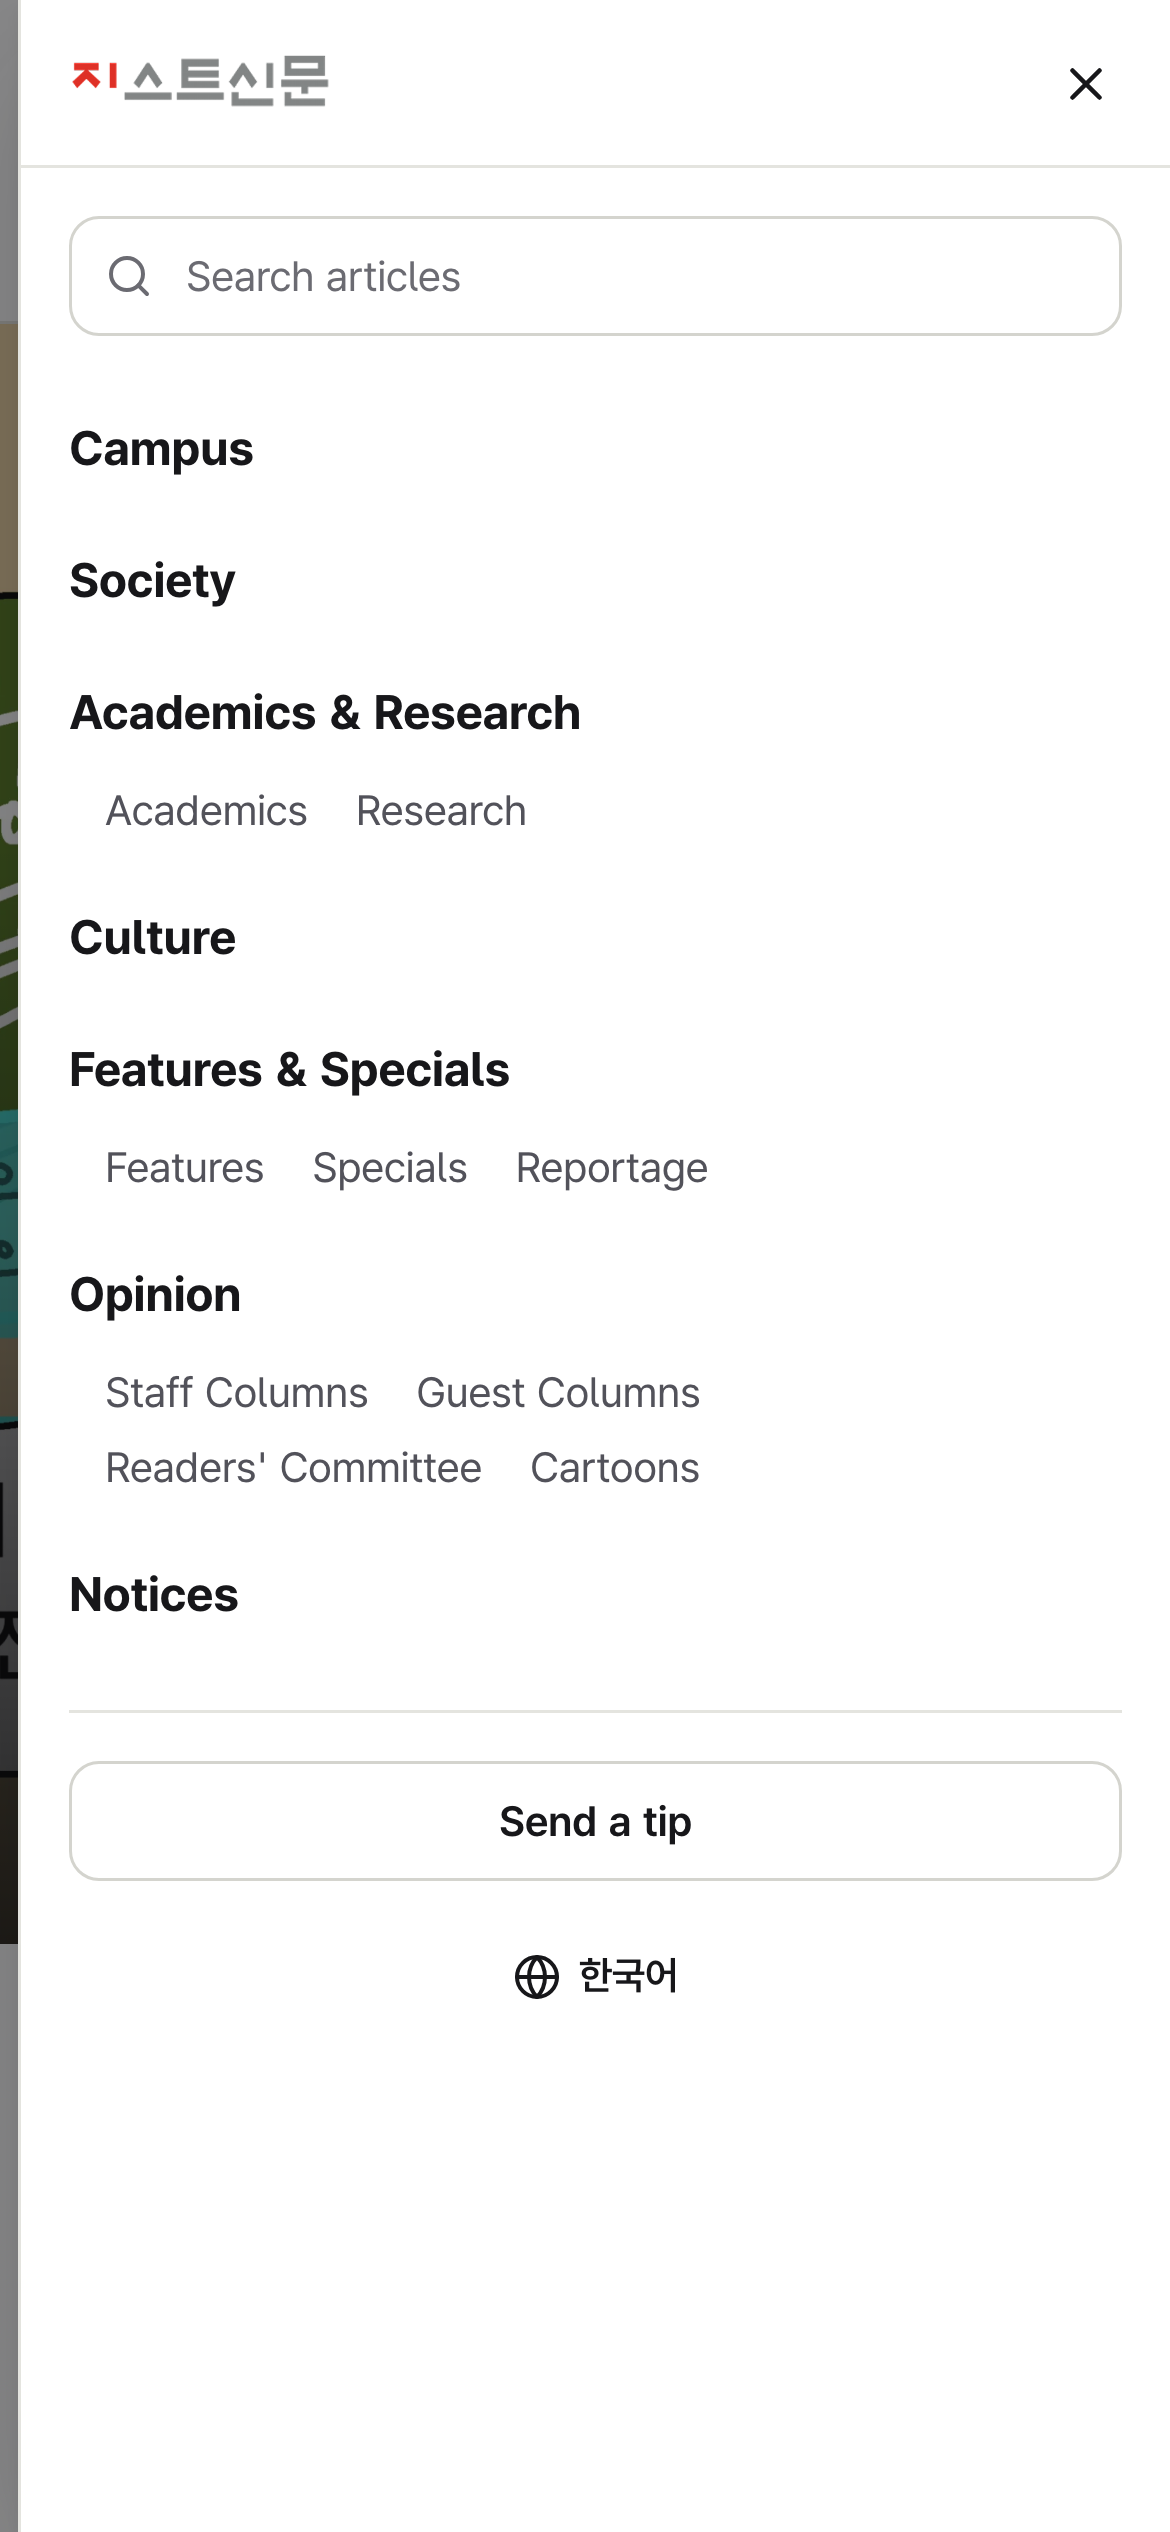 지스트신문
Search articles
Campus
Society
Academics & Research
Academics Research
Culture
Features & Specials
Features Specials Reportage
Opinion
Staff Columns Guest Columns
Readers' Committee Cartoons
Notices
Send a tip
한국어